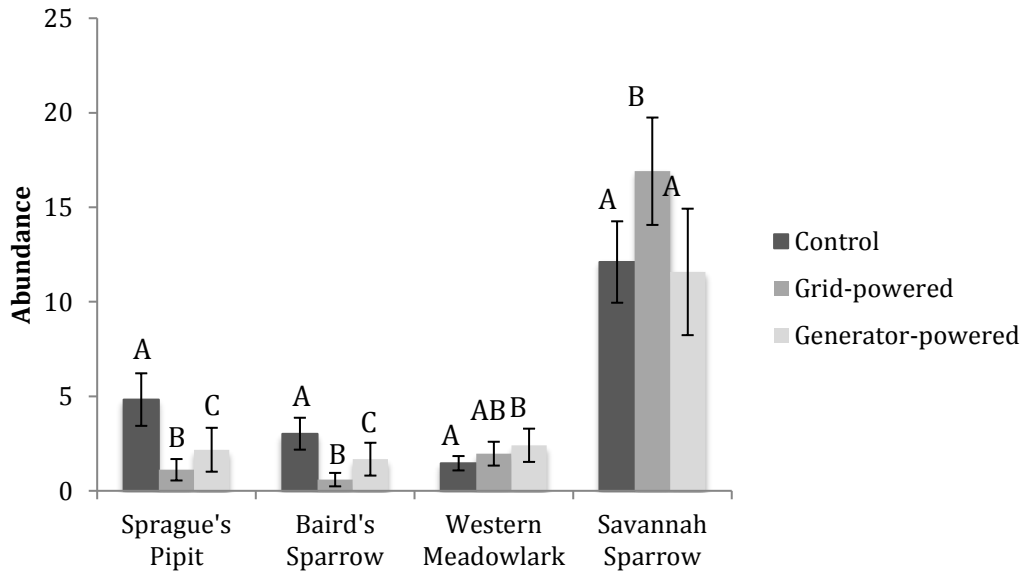 25
20
15
10
5
0
Abundance
A
B
C
A
B
C
A
AB
B
A
B
A
Sprague's
Pipit
Baird's
Sparrow
Western
Meadowlark
Savannah
Sparrow
Control
Grid-powered
Generator-powered